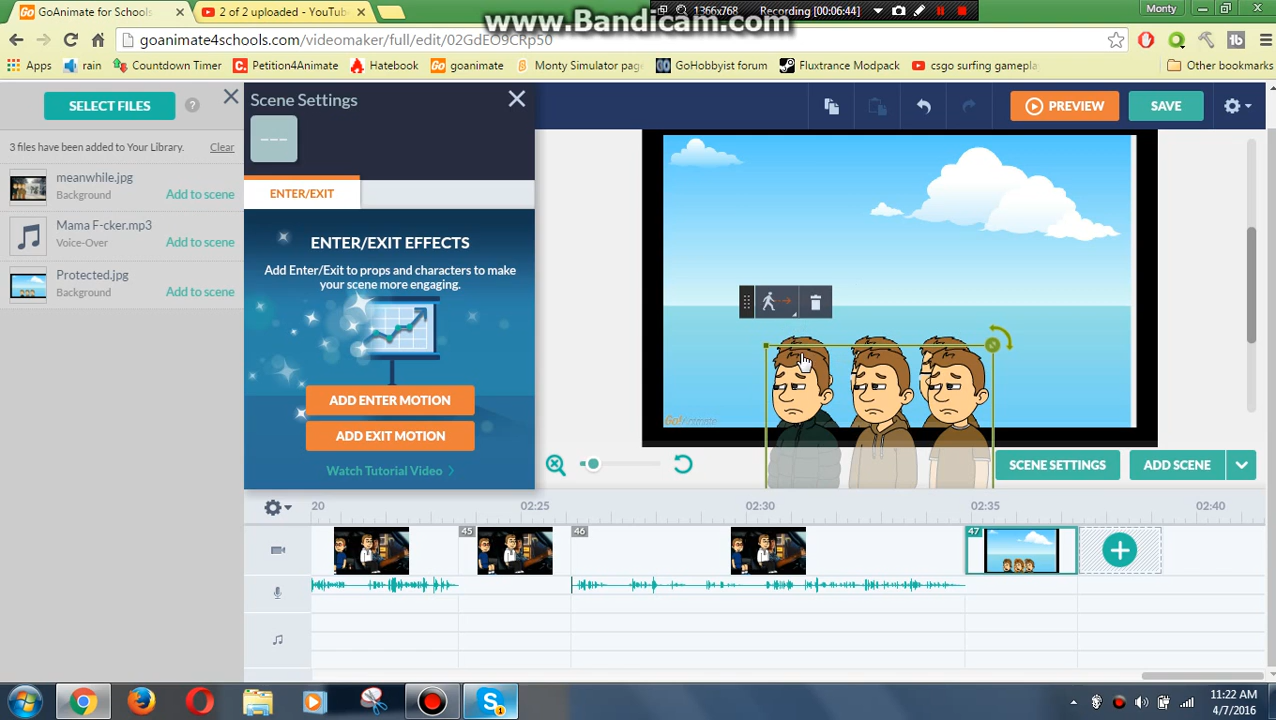 GoAnimate for Schools
2 of 2 uploaded - YouTube
www.Bandicam.com
1366x768
Recording [00:06:44]
Monty
goanimate4schools.com/videomaker/full/edit/02GdEO9CRp50
Apps
rain
Countdown Timer
Petition4Animate
Hatebook
goanimate
Monty Simulator page
GoHobbyist forum
Fluxtrance Modpack
csso surfing gameplay
Other bookmarks
SELECT FILES
?
Scene Settings
PREVIEW
SAVE
3 files have been added to Your Library.
Clear
meanwhile.jpg
Background
Add to scene
Mama F-cker.mp3
Voice-Over
Add to scene
Protected.jpg
Background
Add to scene
ENTER/EXIT
ENTER/EXIT EFFECTS
Add Enter/Exit to props and characters to make
your scene more engaging.
ADD ENTER MOTION
ADD EXIT MOTION
Watch Tutorial Video
Go!Animate
SCENE SETTINGS
ADD SCENE
20
02:25
02:30
02:35
02:40
45
46
47
11:22 AM
4/7/2016